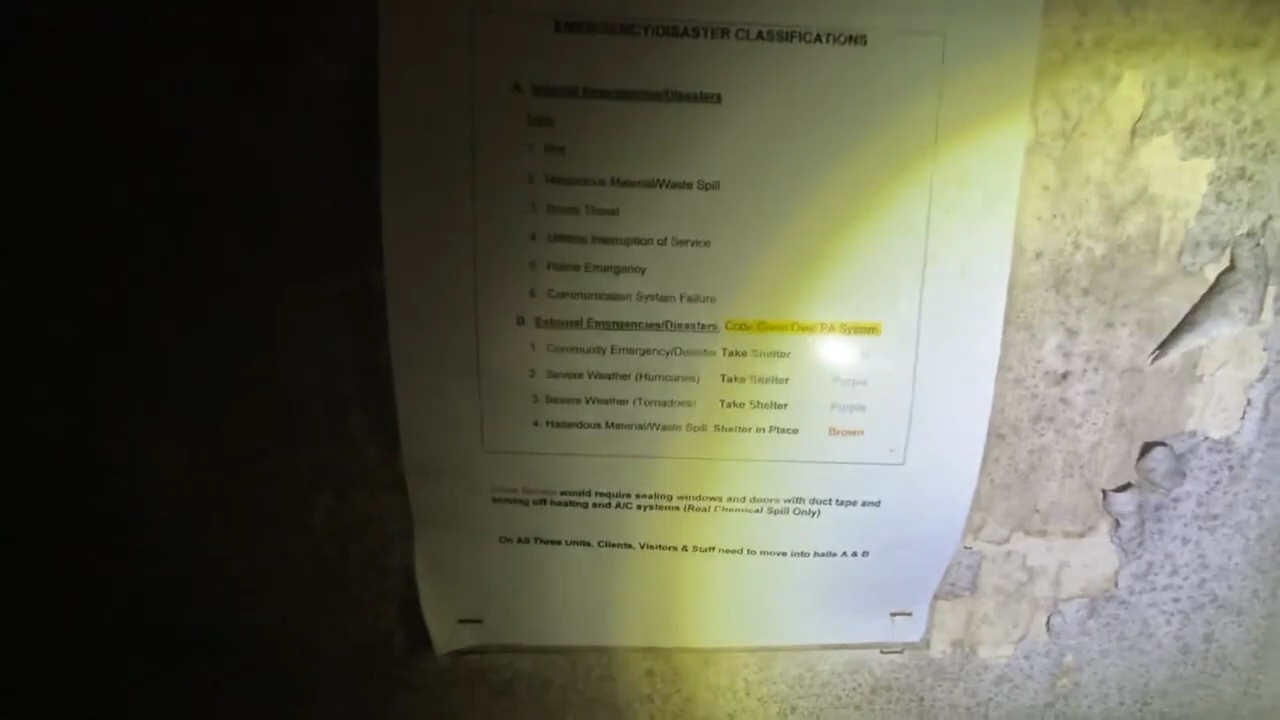 EMERGENCY/DISASTER CLASSIFICATIONS
A. Internal Emergencies/Disasters
1. Fire
2. Hazardous Material/Waste Spill
3. Bomb Threat
4. Utilities Interruption of Service
5. Emergency
6. Communication System Failure
B. External Emergencies/Disasters, Code Green Over PA System
1. Community Emergency/Disaster Take Shelter
2. Severe Weather (Hurricanes) Take Shelter Purple
3. Severe Weather (Tornadoes) Take Shelter Purple
4. Hazardous Material/Waste Spill Shelter in Place Brown
would require sealing windows and doors with duct tape and
turning off heating and A/C systems (Real Chemical Spill Only)
On All Three Units, Clients, Visitors & Staff need to move into halls A & B